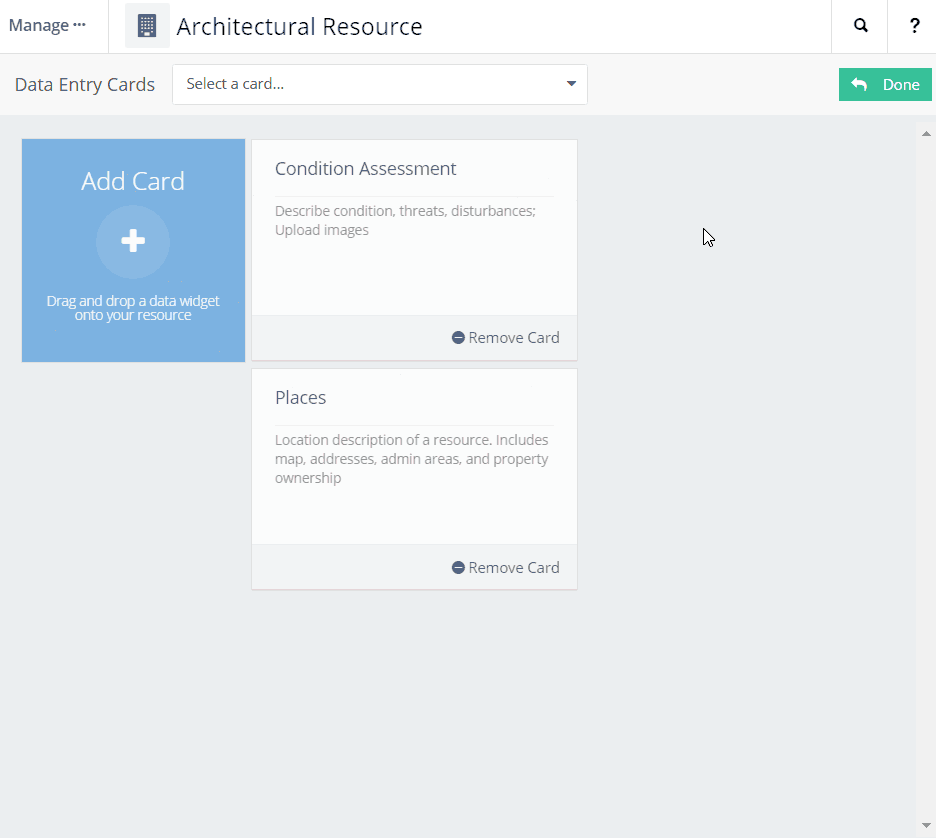 Manage ···
Architectural Resource
?
Data Entry Cards
Select a card...
Done
Add Card
Drag and drop a data widget
onto your resource
Condition Assessment
Describe condition, threats, disturbances;
Upload images
Remove Card
Places
Location description of a resource. Includes
map, addresses, admin areas, and property
ownership
Remove Card